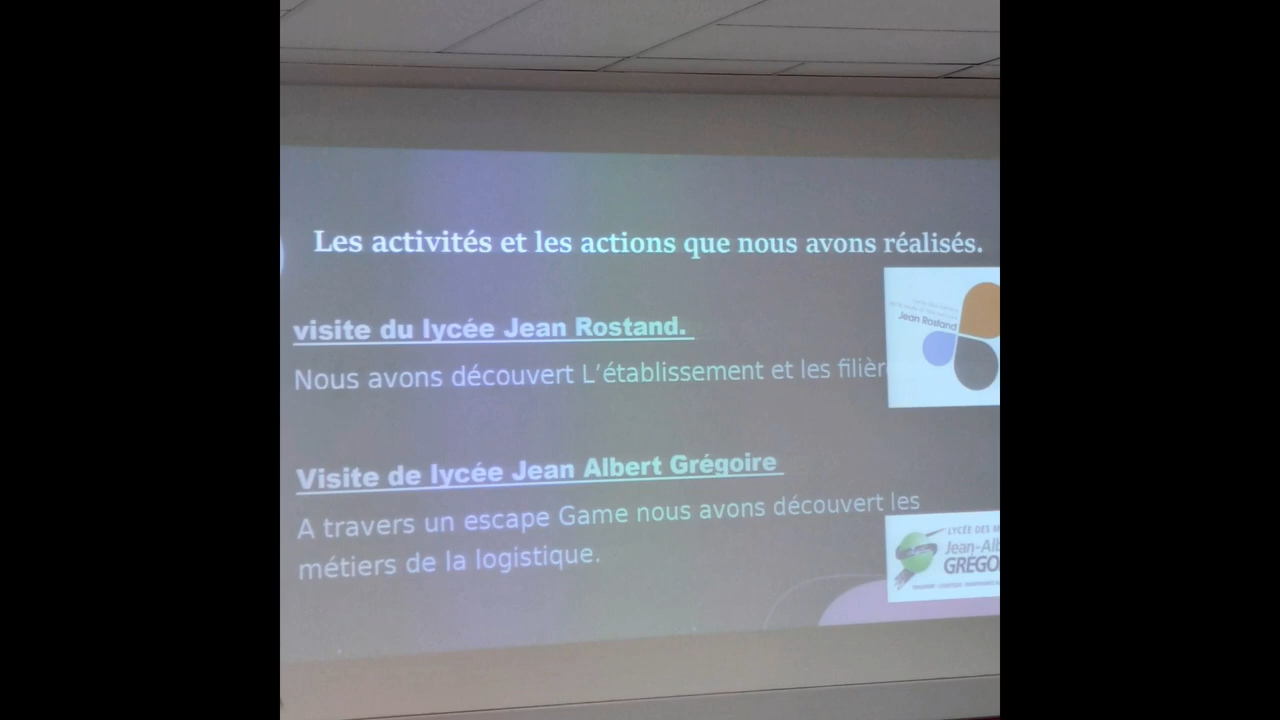 Les activités et les actions que nous avons réalisés.
visite du lycée Jean Rostand.
Nous avons découvert L'établissement et les filièr
Jean Rostand
Visite de lycée Jean Albert Grégoire
A travers un escape Game nous avons découvert les
métiers de la logistique.
LYCÉE DES
Jean-Alb
GRÉGO